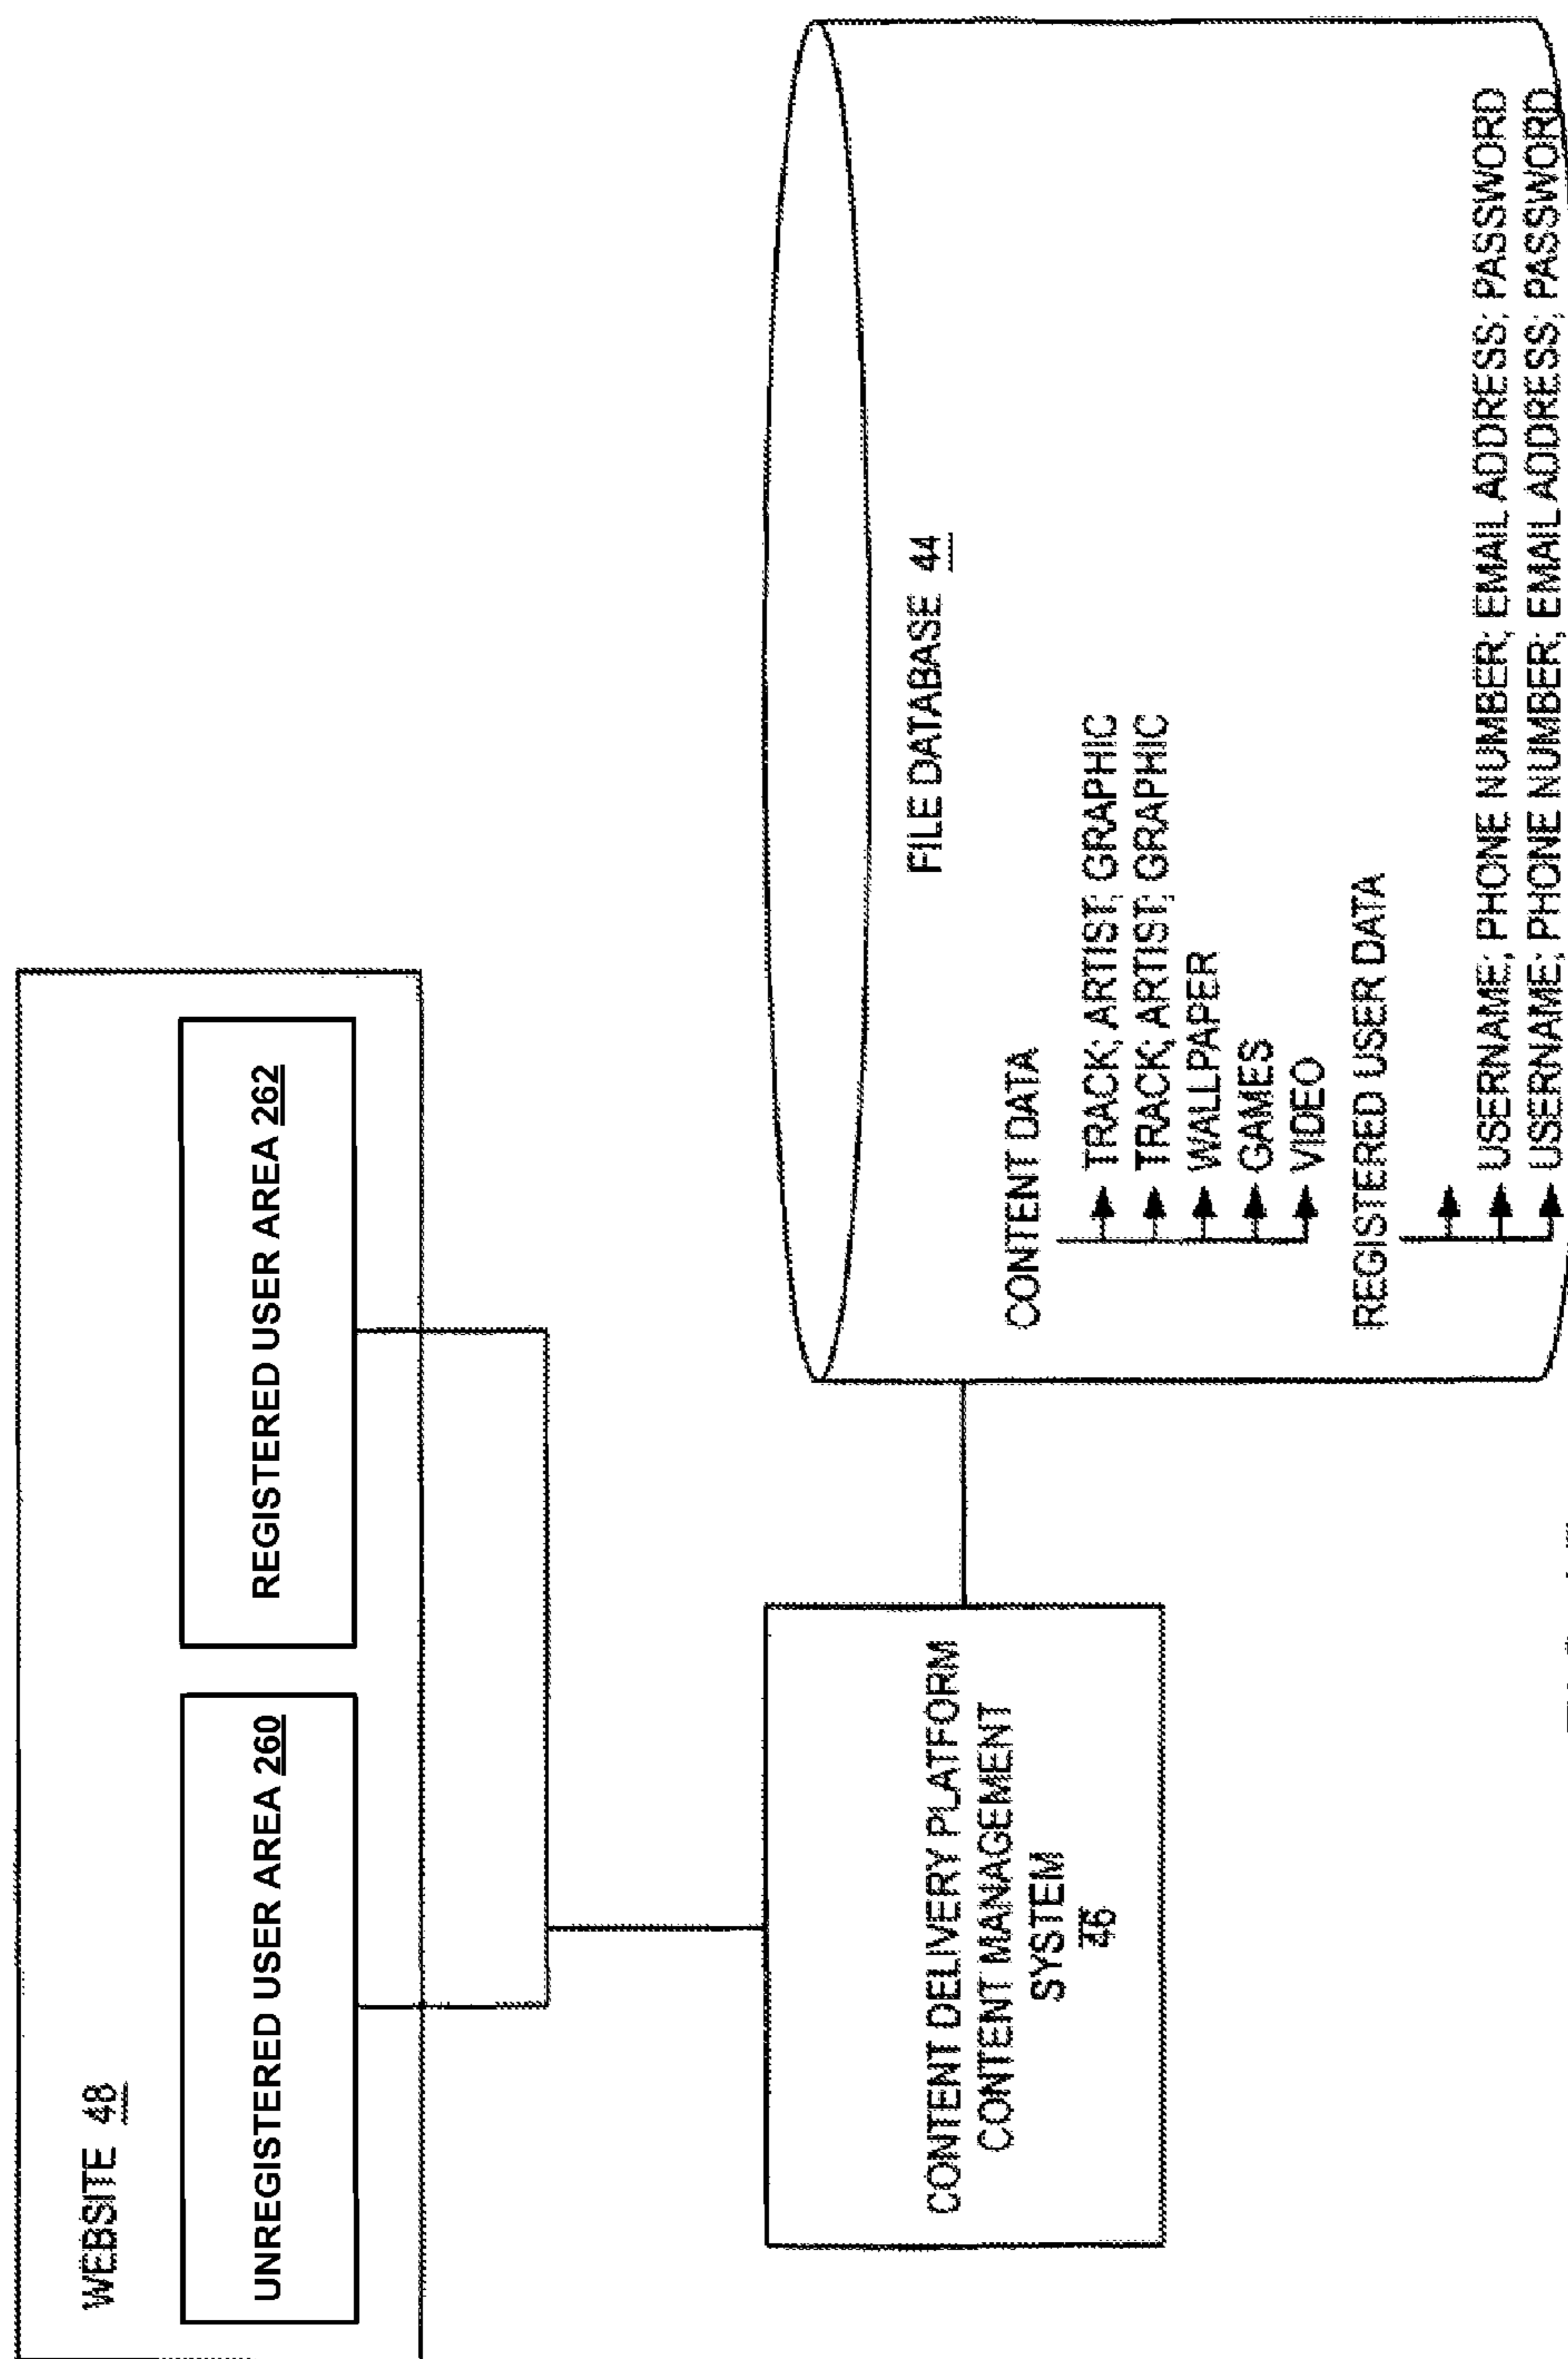 WEBSITE 48
UNREGISTERED USER AREA 260
REGISTERED USER AREA 262
CONTENT DELIVERY PLATFORM
CONTENT MANAGEMENT
SYSTEM
46
FILE DATABASE 44
CONTENT DATA
TRACK; ARTIST; GRAPHIC
TRACK; ARTIST; GRAPHIC
WALLPAPER
GAMES
VIDEO
REGISTERED USER DATA
USERNAME; PHONE NUMBER; EMAIL ADDRESS; PASSWORD
USERNAME; PHONE NUMBER; EMAIL ADDRESS; PASSWORD